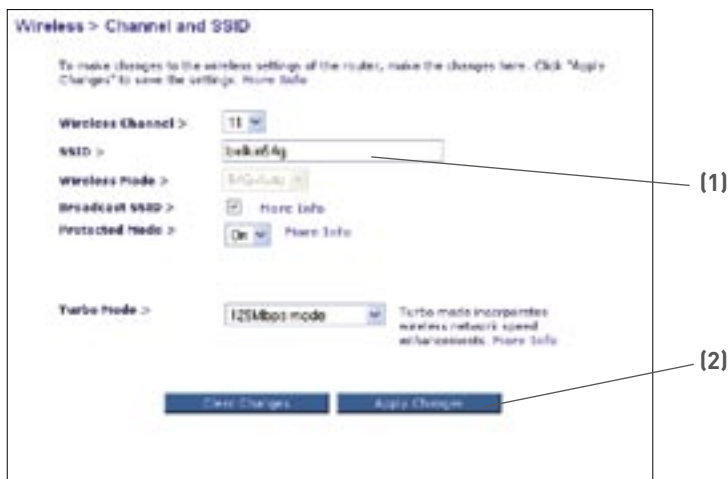 Wireless > Channel and SSID
To make changes to the wireless settings of the router, make the changes here. Click "Apply
Changes" to save the settings. More Info
Wireless Channel > 11
SSID > belkin54g
(1)
Wireless Mode >
Broadcast SSID > More Info
Protected Mode > On More Info
Turbo Mode > 125Mbps mode Turbo mode incorporates
wireless network speed
enhancements. More Info
(2)
Clear Changes Apply Changes